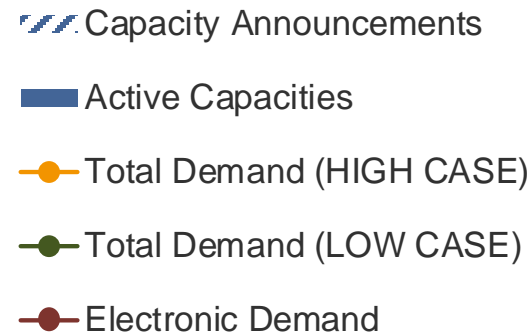 Capacity Announcements
Active Capacities
Total Demand (HIGH CASE)
Total Demand (LOW CASE)
Electronic Demand